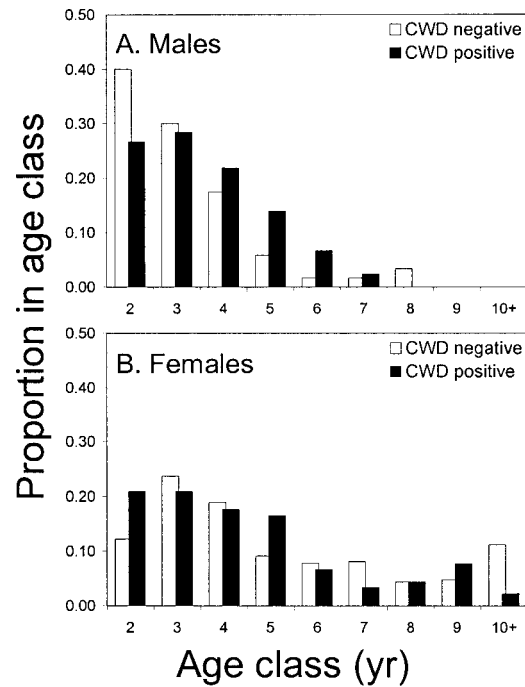 0.50
A. Males
CWD negative
CWD positive
0.40
0.30
0.20
0.10
0.00
2 3 4 5 6 7 8 9 10+
0.50
B. Females
CWD negative
CWD positive
0.40
0.30
0.20
0.10
0.00
2 3 4 5 6 7 8 9 10+
Proportion in age class
Age class (yr)